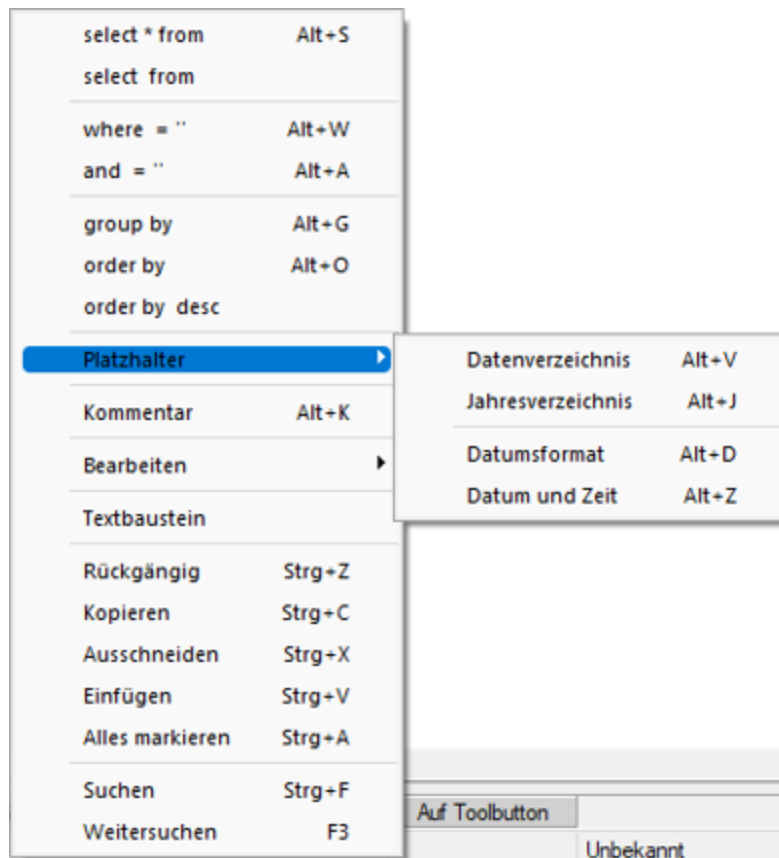 select * from Alt+S
select from
where = '' Alt+W
and = '' Alt+A
group by Alt+G
order by Alt+O
order by desc
Platzhalter
Datenverzeichnis Alt+V
Jahresverzeichnis Alt+J
Datumsformat Alt+D
Datum und Zeit Alt+Z
Kommentar Alt+K
Bearbeiten
Textbaustein
Rückgängig Strg+Z
Kopieren Strg+C
Ausschneiden Strg+X
Einfügen Strg+V
Alles markieren Strg+A
Suchen Strg+F
Weitersuchen F3
Auf Toolbutton
Unbekannt